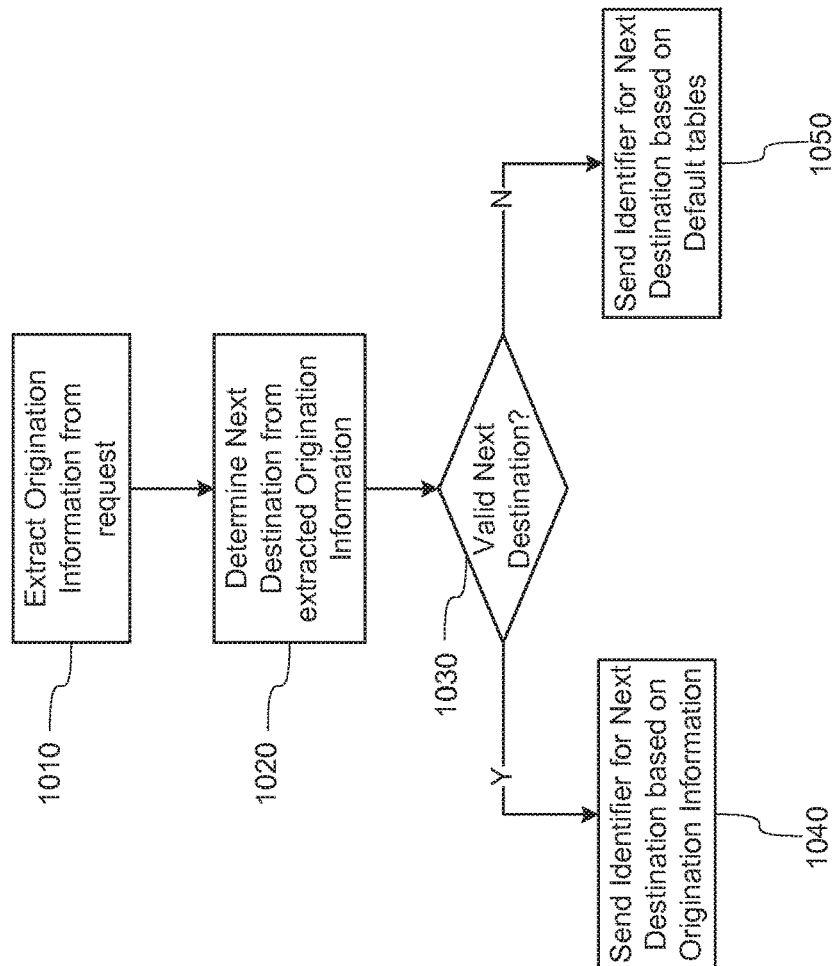 Extract Origination
Information from
request
1010
Determine Next
Destination from
extracted Origination
Information
1020
Valid Next
Destination?
1030
Y
N
Send Identifier for Next
Destination based on
Origination Information
1040
Send Identifier for Next
Destination based on
Default tables
1050